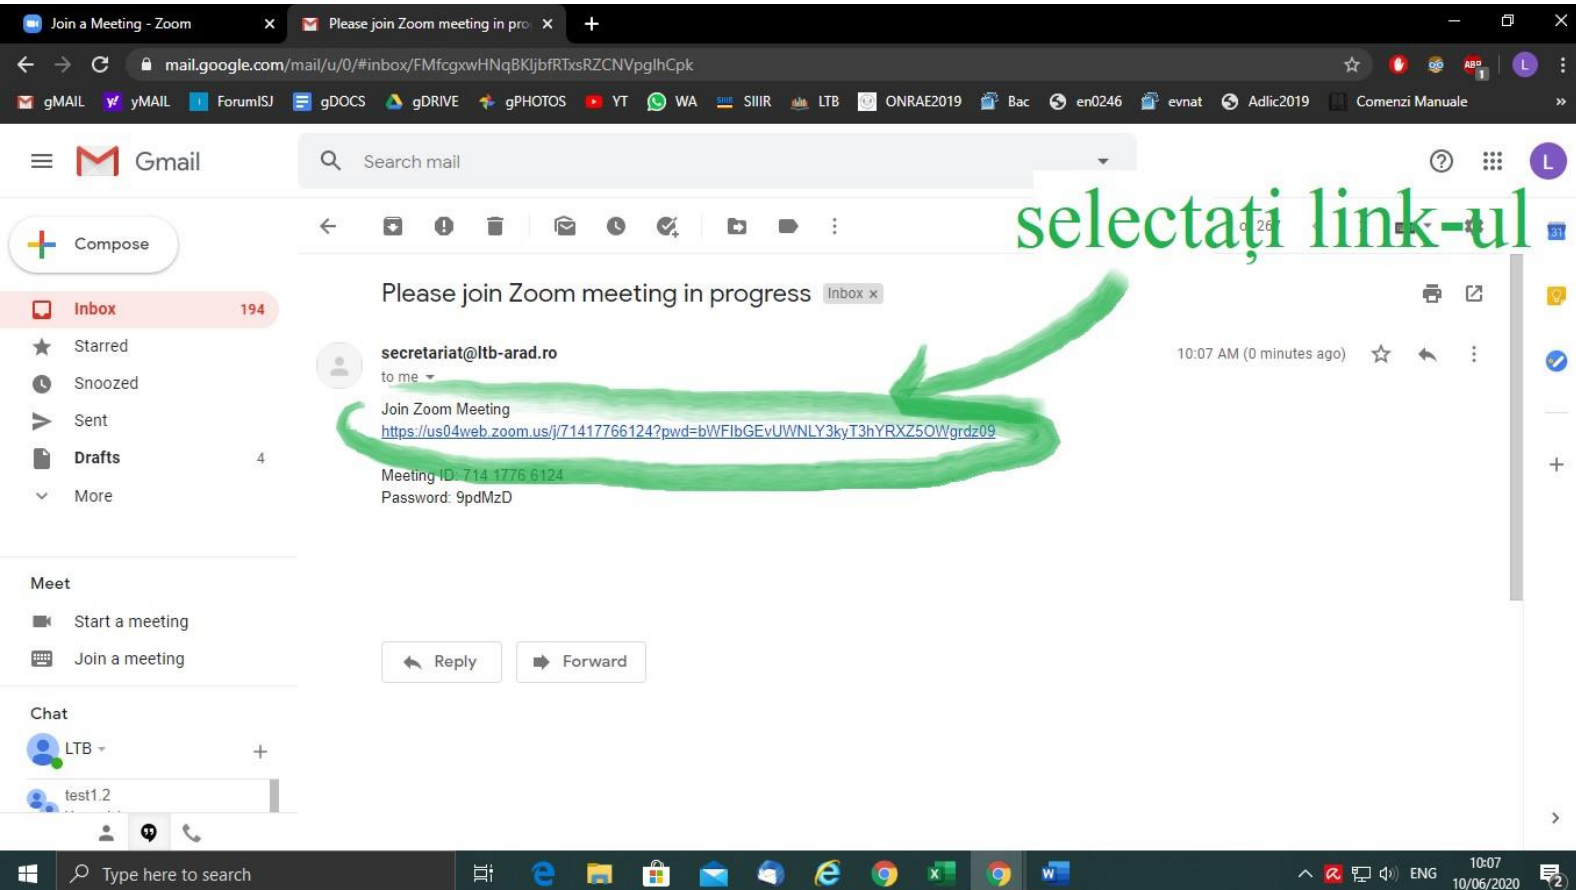 Join a Meeting - Zoom
Please join Zoom meeting in pro
mail.google.com/mail/u/0/#inbox/FMfcgxwHNqBKljbfRTxsRZCNVpglhCpk
gMAIL yMAIL ForumISJ gDOCS gDRIVE gPHOTOS YT WA SIIIR LTB ONRAE2019 Bac en0246 evnat Adlic2019 Comenzi Manuale »
Gmail
Search mail
L
selectați link-ul
Compose
Please join Zoom meeting in progress Inbox x
Inbox 194
Starred
Snoozed
Sent
Drafts 4
More
secretariat@ltb-arad.ro
10:07 AM (0 minutes ago)
to me
Join Zoom Meeting
https://us04web.zoom.us/j/71417766124?pwd=bWFIbGEvUWNLY3kyT3hYRXZ5OWgrdz09
Meeting ID: 714 1776 6124
Password: 9pdMzD
Meet
Start a meeting
Join a meeting
Reply
Forward
Chat
LTB
test1.2
Type here to search
ENG
10:07
10/06/2020